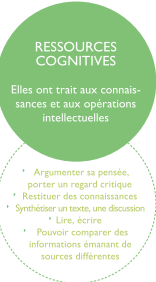 RESSOURCES
COGNITIVES
Elles ont trait aux connais-
sances et aux opérations
intellectuelles
Argumenter sa pensée,
porter un regard critique
Restituer des connaissances
Synthétiser un texte, une discussion
Lire, écrire
Pouvoir comparer des
informations émanant de
sources différentes